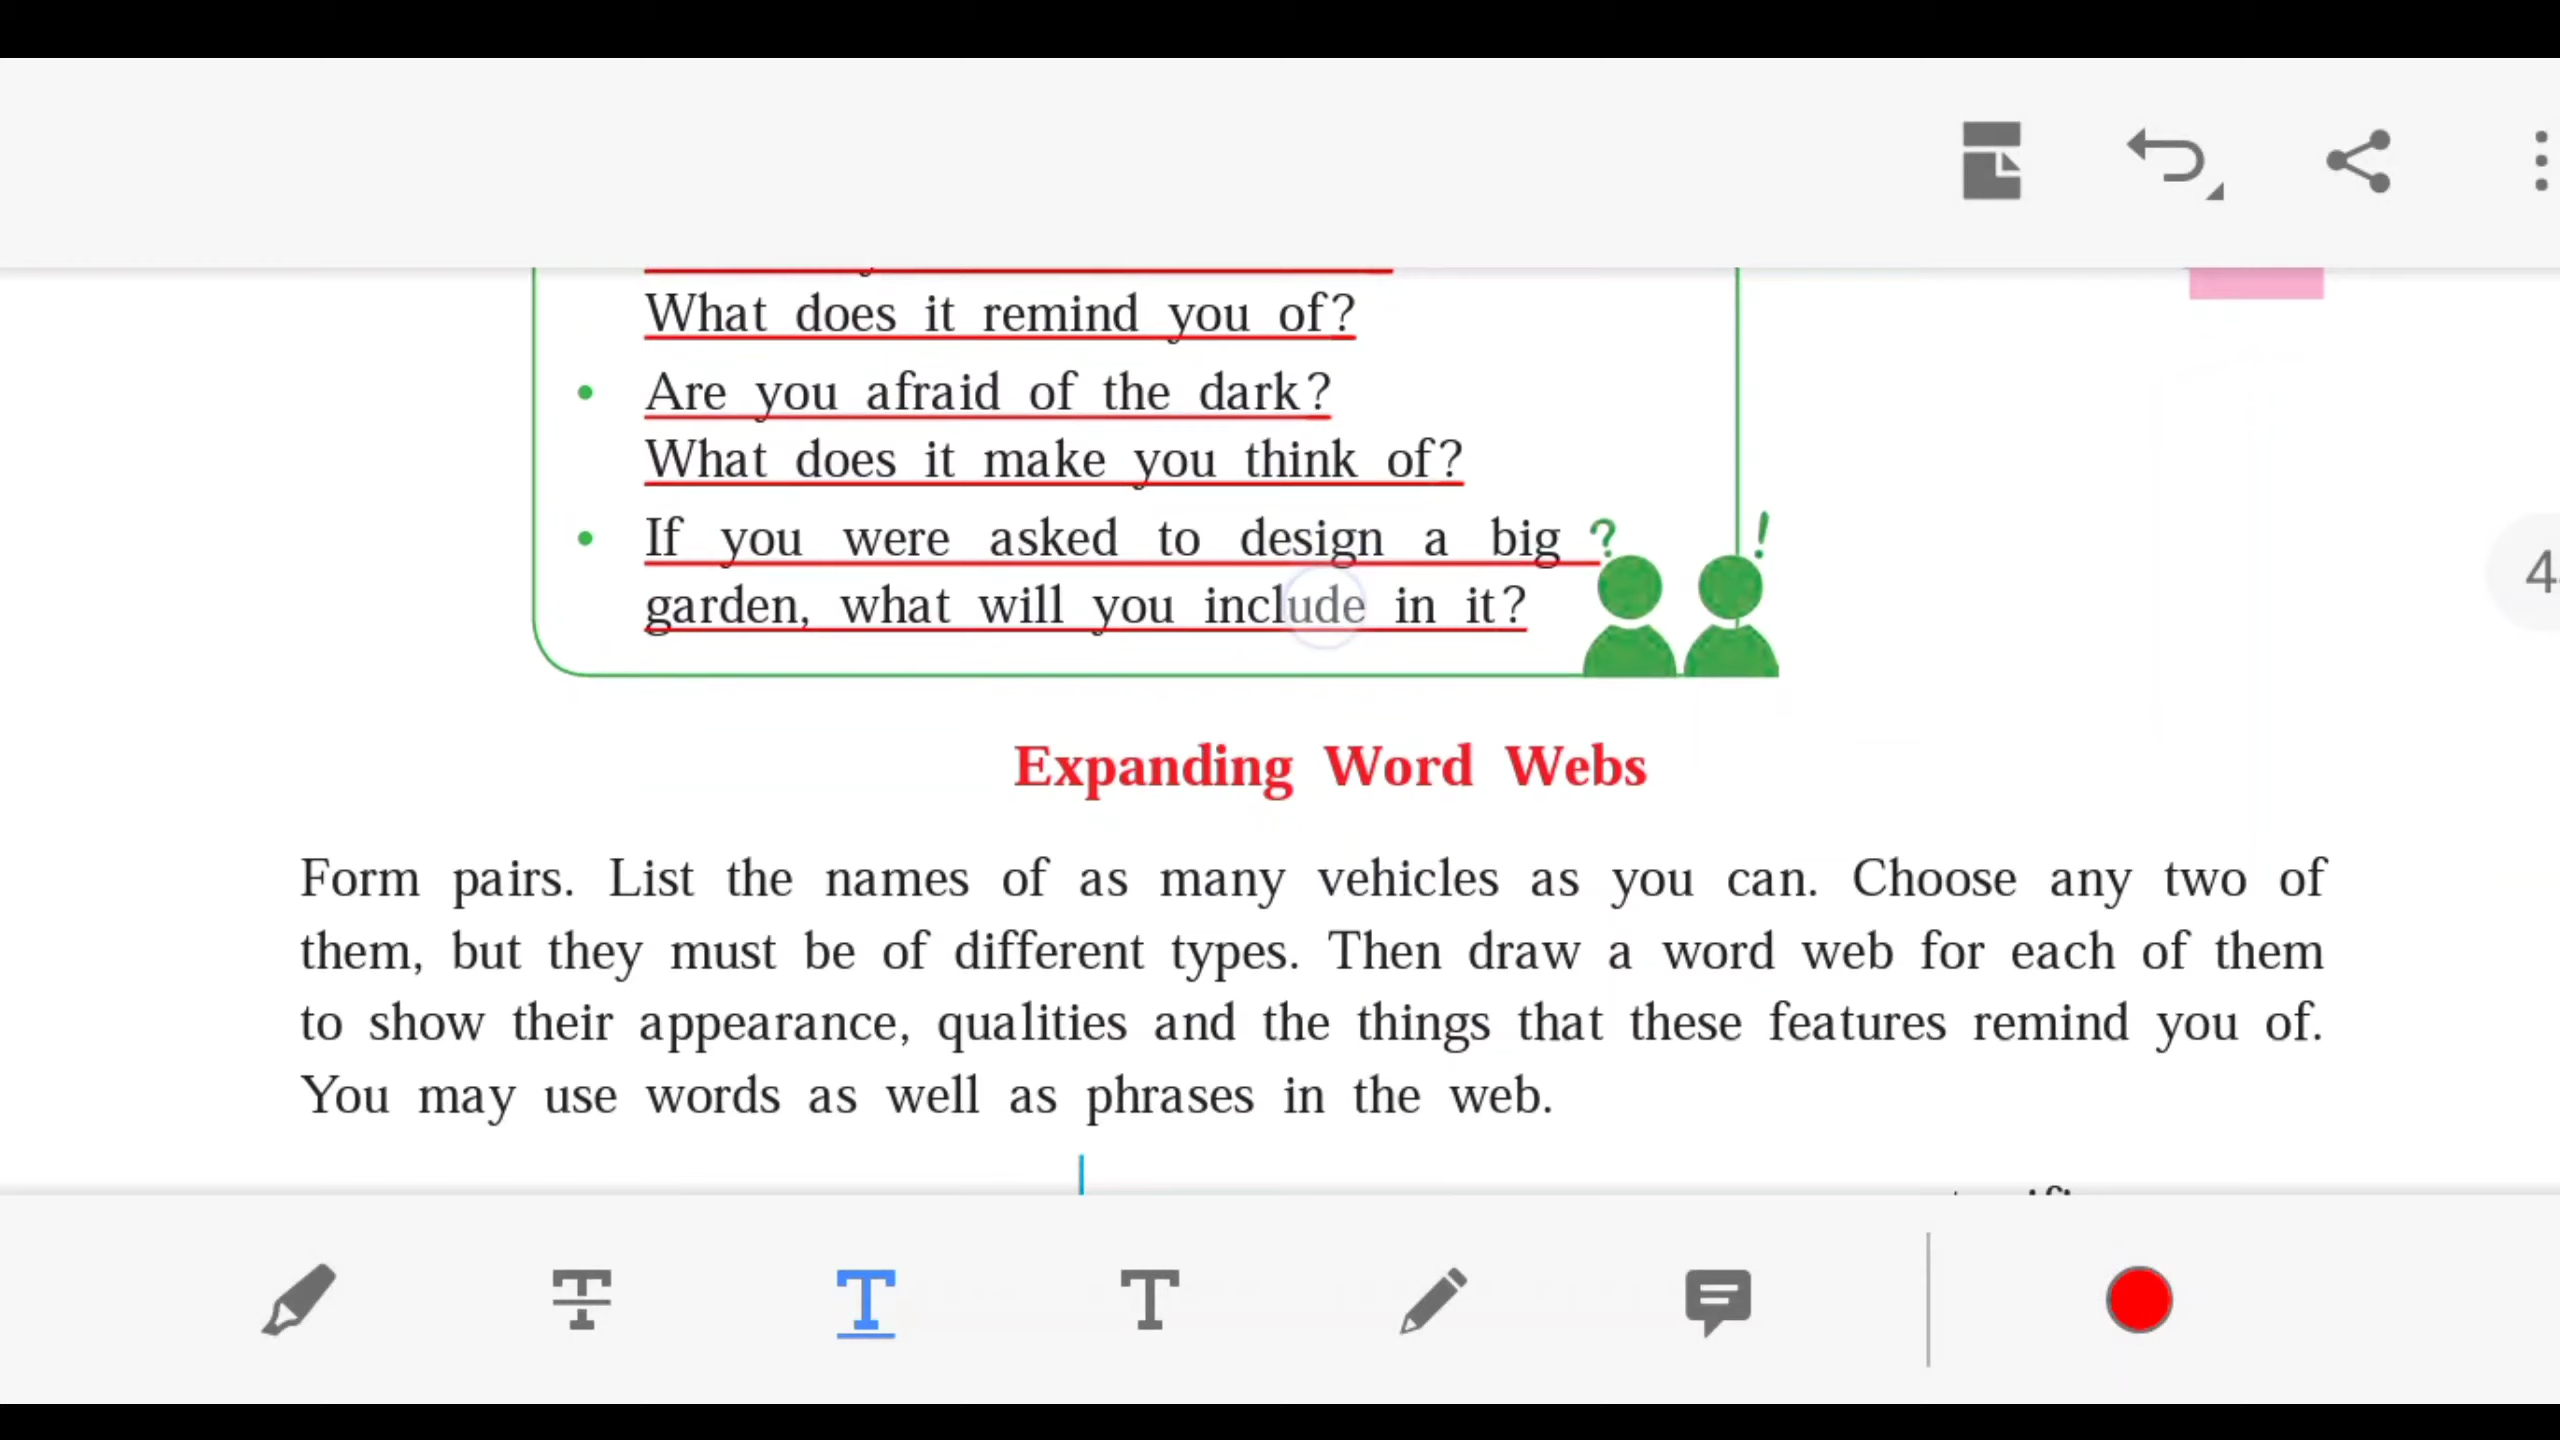 What does it remind you of?
• Are you afraid of the dark?
What does it make you think of?
• If you were asked to design a big
garden, what will you include in it?
? !
4
Expanding Word Webs
Form pairs. List the names of as many vehicles as you can. Choose any two of
them, but they must be of different types. Then draw a word web for each of them
to show their appearance, qualities and the things that these features remind you of.
You may use words as well as phrases in the web.